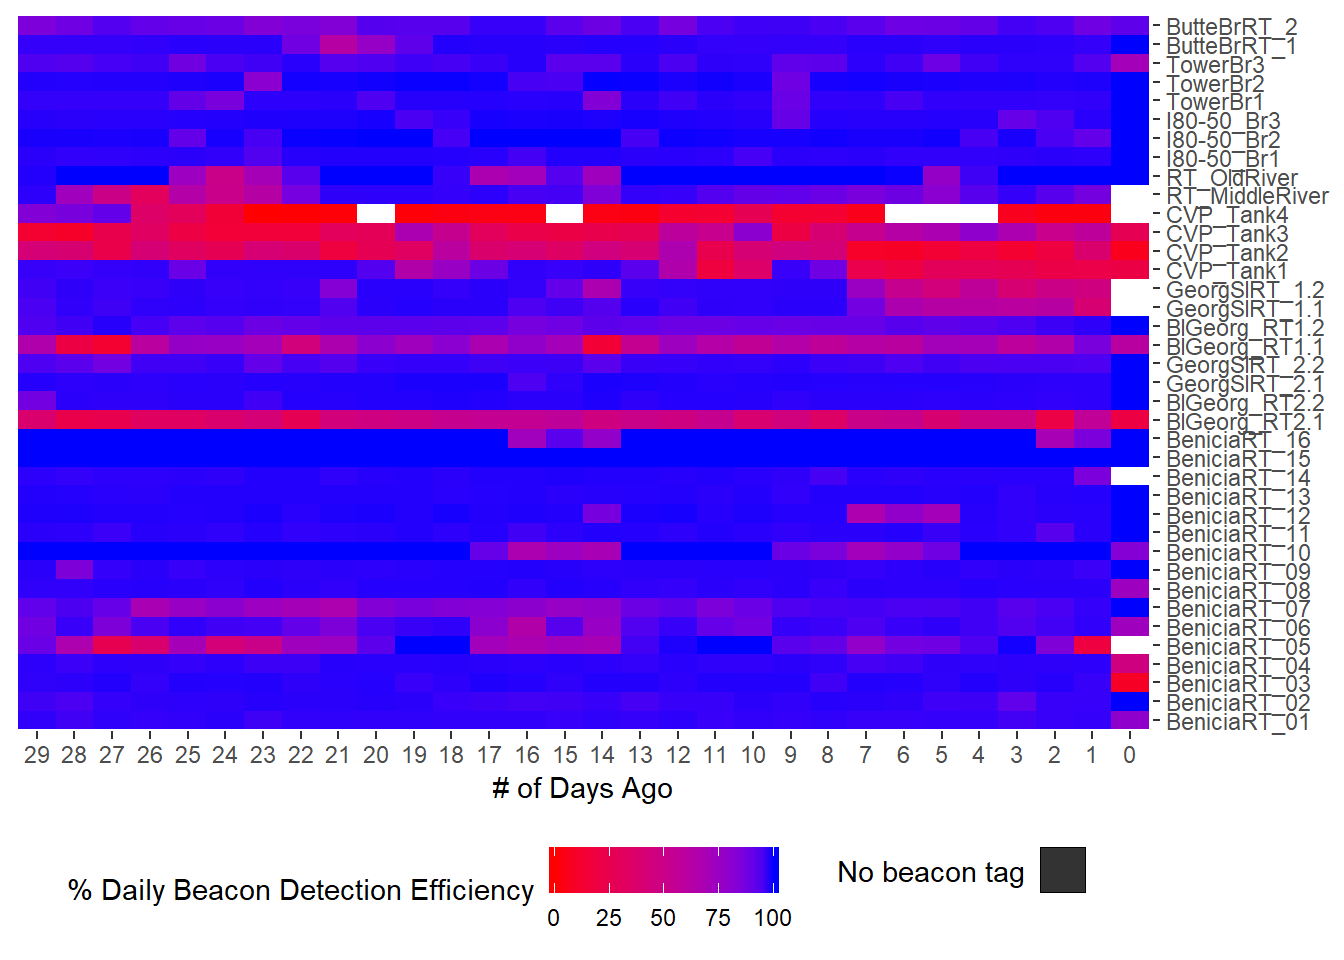 ButteBrRT_2
ButteBrRT_1
TowerBr3
TowerBr2
TowerBr1
I80-50_Br3
I80-50_Br2
I80-50_Br1
RT_OldRiver
RT_MiddleRiver
CVP_Tank4
CVP_Tank3
CVP_Tank2
CVP_Tank1
GeorgSlRT_1.2
GeorgSlRT_1.1
BlGeorg_RT1.2
BlGeorg_RT1.1
GeorgSlRT_2.2
GeorgSlRT_2.1
BlGeorg_RT2.2
BlGeorg_RT2.1
BeniciaRT_16
BeniciaRT_15
BeniciaRT_14
BeniciaRT_13
BeniciaRT_12
BeniciaRT_11
BeniciaRT_10
BeniciaRT_09
BeniciaRT_08
BeniciaRT_07
BeniciaRT_06
BeniciaRT_05
BeniciaRT_04
BeniciaRT_03
BeniciaRT_02
BeniciaRT_01
29 28 27 26 25 24 23 22 21 20 19 18 17 16 15 14 13 12 11 10 9 8 7 6 5 4 3 2 1 0
# of Days Ago
% Daily Beacon Detection Efficiency
0 25 50 75 100
No beacon tag